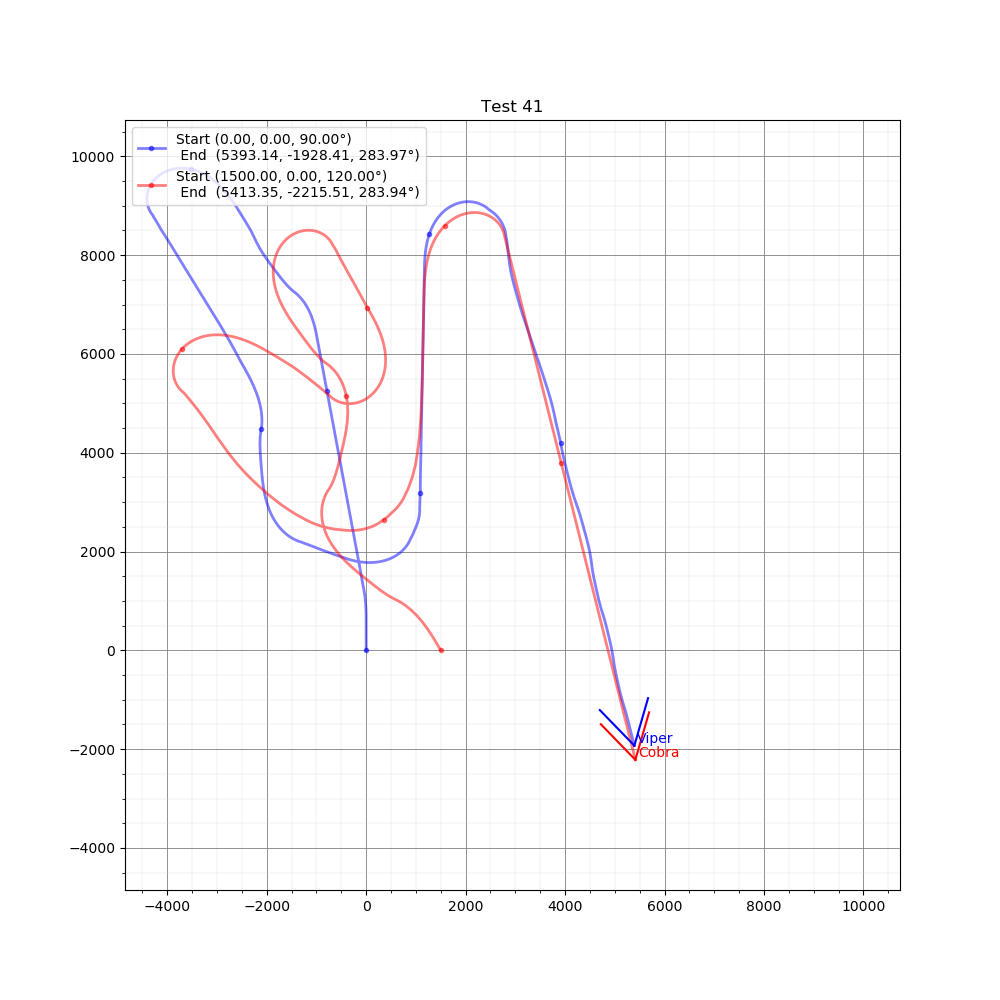 Test 41
Start (0.00, 0.00, 90.00°)
End (5393.14, -1928.41, 283.97°)
Start (1500.00, 0.00, 120.00°)
End (5413.35, -2215.51, 283.94°)
10000
8000
6000
4000
2000
0
−2000
−4000
Viper
Cobra
−4000 −2000 0 2000 4000 6000 8000 10000